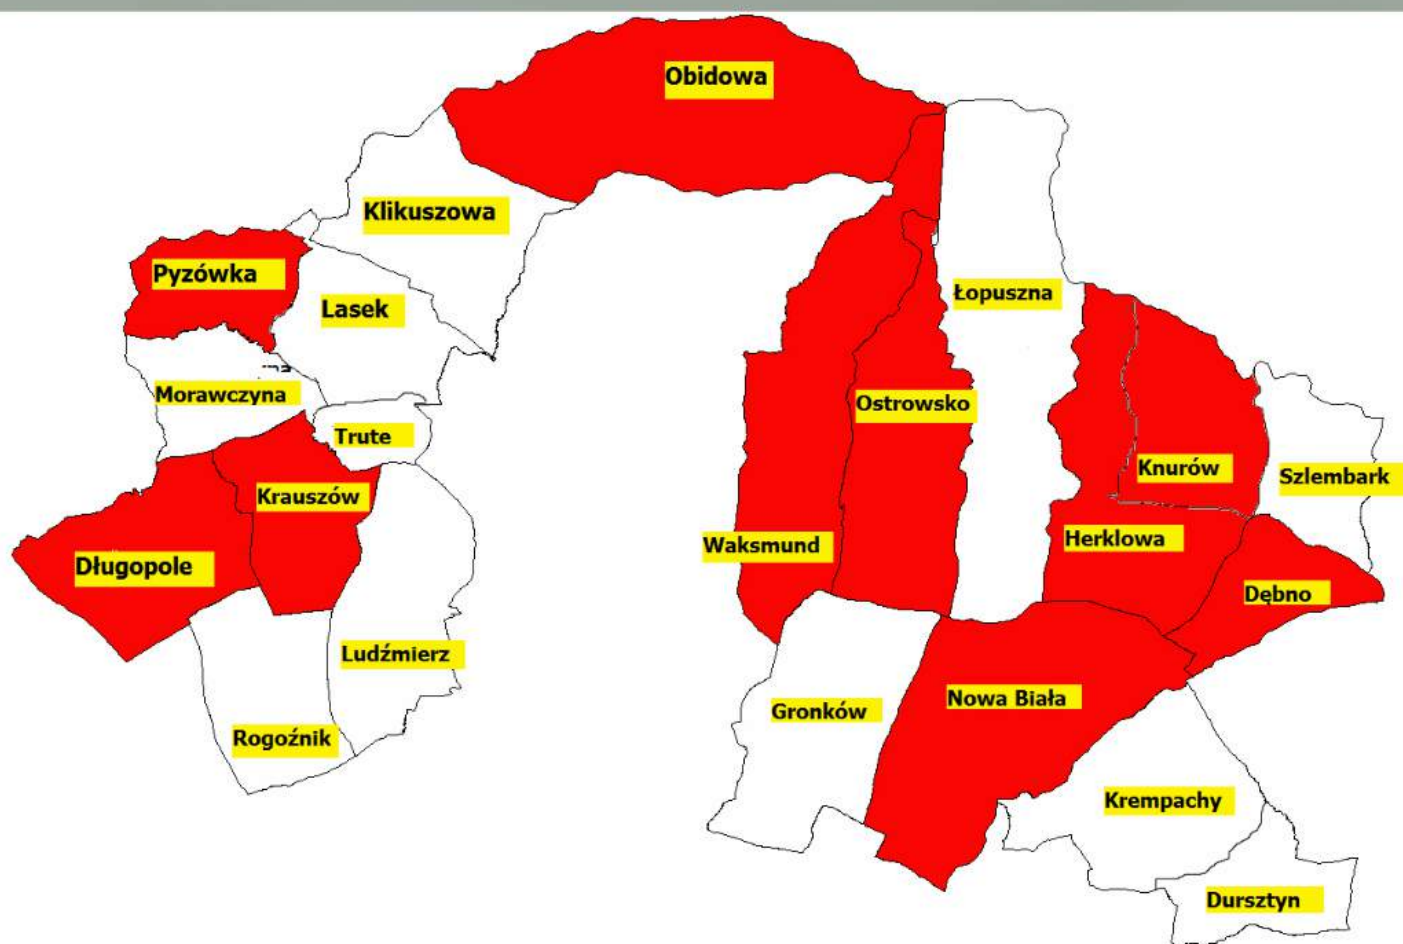 Obidowa
Klikuszowa
Pyzówka
Lasek
Łopuszna
Morawczyna
Ostrowsko
Trute
Knurów
Szlembark
Krauszów
Waksmund
Herklowa
Długopole
Dębno
Ludźmierz
Nowa Biała
Gronków
Rogoźnik
Krempachy
Dursztyn